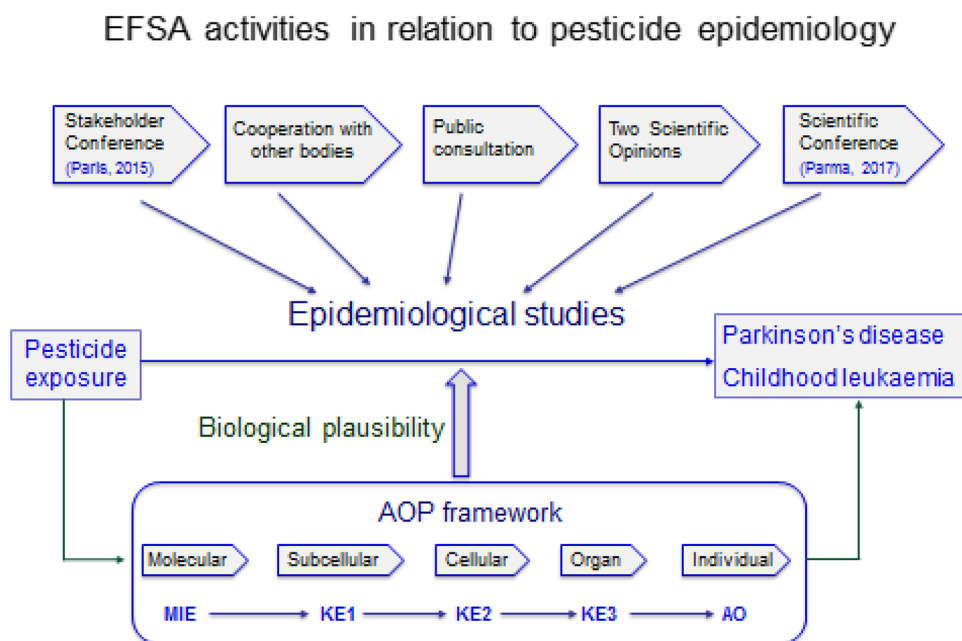 EFSA activities in relation to pesticide epidemiology
Stakeholder
Conference
(Paris, 2015)
Cooperation with
other bodies
Public
consultation
Two Scientific
Opinions
Scientific
Conference
(Parma, 2017)
Epidemiological studies
Pesticide
exposure
Parkinson's disease
Childhood leukaemia
Biological plausibility
AOP framework
Molecular
Subcellular
Cellular
Organ
Individual
MIE
KE1
KE2
KE3
AO